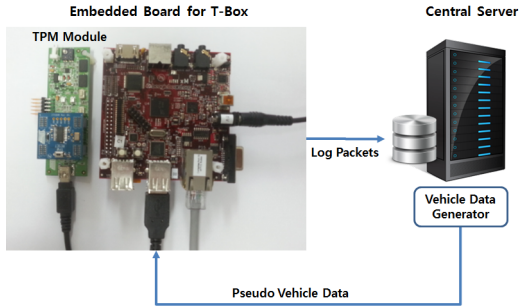 Embedded Board for T-Box
Central Server
TPM Module
Log Packets
Vehicle Data
Generator
Pseudo Vehicle Data